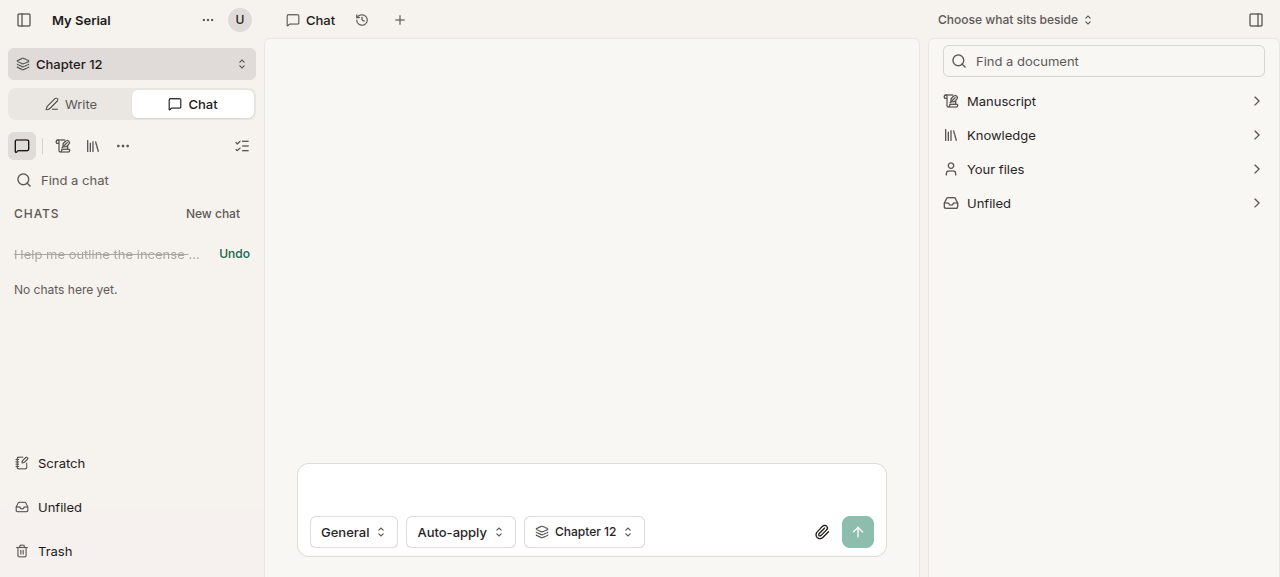 My Serial
U
Chapter 12
Write
Chat
Find a chat
CHATS
New chat
Help me outline the incense ...
Undo
No chats here yet.
Scratch
Unfiled
Trash
Chat
General
Auto-apply
Chapter 12
Choose what sits beside
Find a document
Manuscript
Knowledge
Your files
Unfiled